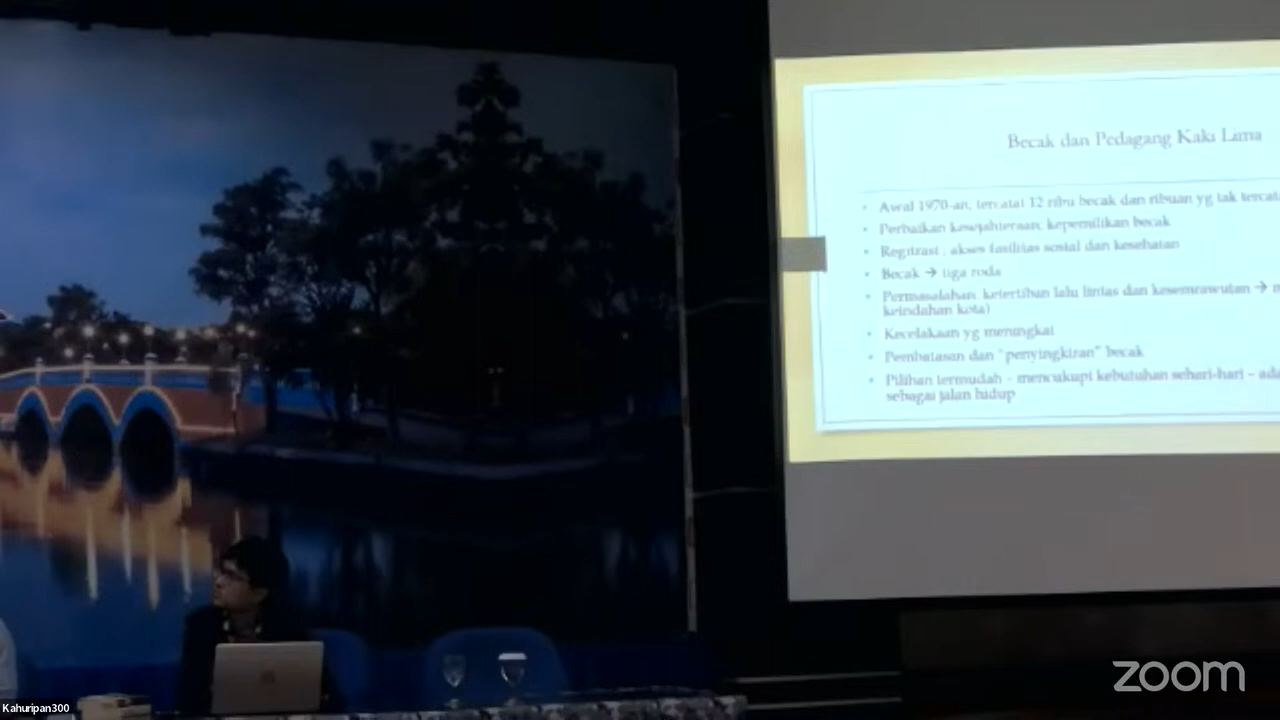 Becak dan Pedagang Kaki Lima
Awal 1970-an, tercatat 12 ribu becak dan ribuan yg tak
Perbaikan kesejahteraan, kepemilikan becak
Regitrasi ; akses fasilitas sosial dan kesehatan
Becak → tiga roda
Permasalahan: ketertiban lalu lintas dan kesemrawutan →
keindahan kota)
Kecelakaan yg meningkat
Pembatasan dan "penyingkiran" becak
Pilihan termudah - mencukupi kebutuhan sehari-hari -
sebagai jalan hidup
Kahuripan300
zoom